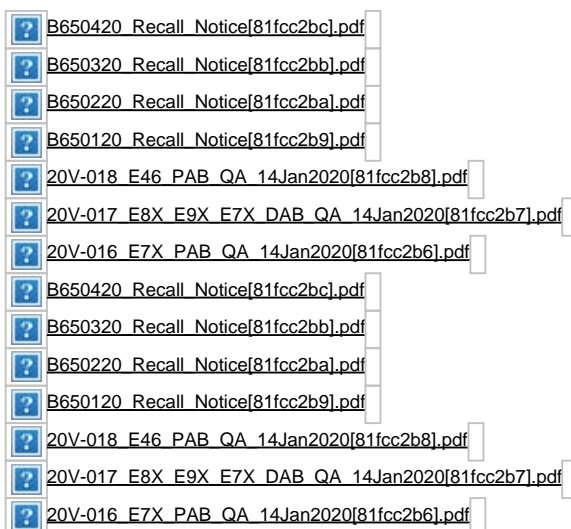 B650420_Recall_Notice[81fcc2bc].pdf
B650320_Recall_Notice[81fcc2bb].pdf
B650220_Recall_Notice[81fcc2ba].pdf
B650120_Recall_Notice[81fcc2b9].pdf
20V-018_E46_PAB_QA_14Jan2020[81fcc2b8].pdf
20V-017_E8X_E9X_E7X_DAB_QA_14Jan2020[81fcc2b7].pdf
20V-016_E7X_PAB_QA_14Jan2020[81fcc2b6].pdf
B650420_Recall_Notice[81fcc2bc].pdf
B650320_Recall_Notice[81fcc2bb].pdf
B650220_Recall_Notice[81fcc2ba].pdf
B650120_Recall_Notice[81fcc2b9].pdf
20V-018_E46_PAB_QA_14Jan2020[81fcc2b8].pdf
20V-017_E8X_E9X_E7X_DAB_QA_14Jan2020[81fcc2b7].pdf
20V-016_E7X_PAB_QA_14Jan2020[81fcc2b6].pdf